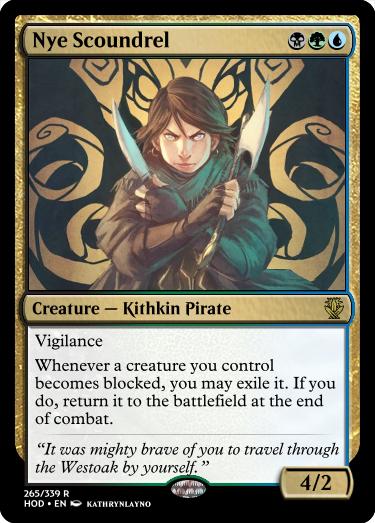 Nye Scoundrel
Creature — Kithkin Pirate
Vigilance
Whenever a creature you control
becomes blocked, you may exile it. If you
do, return it to the battlefield at the end
of combat.
“It was mighty brave of you to travel through
the Westoak by yourself.”
4/2
265/339 R
HOD • EN KATHRYNLAYNO